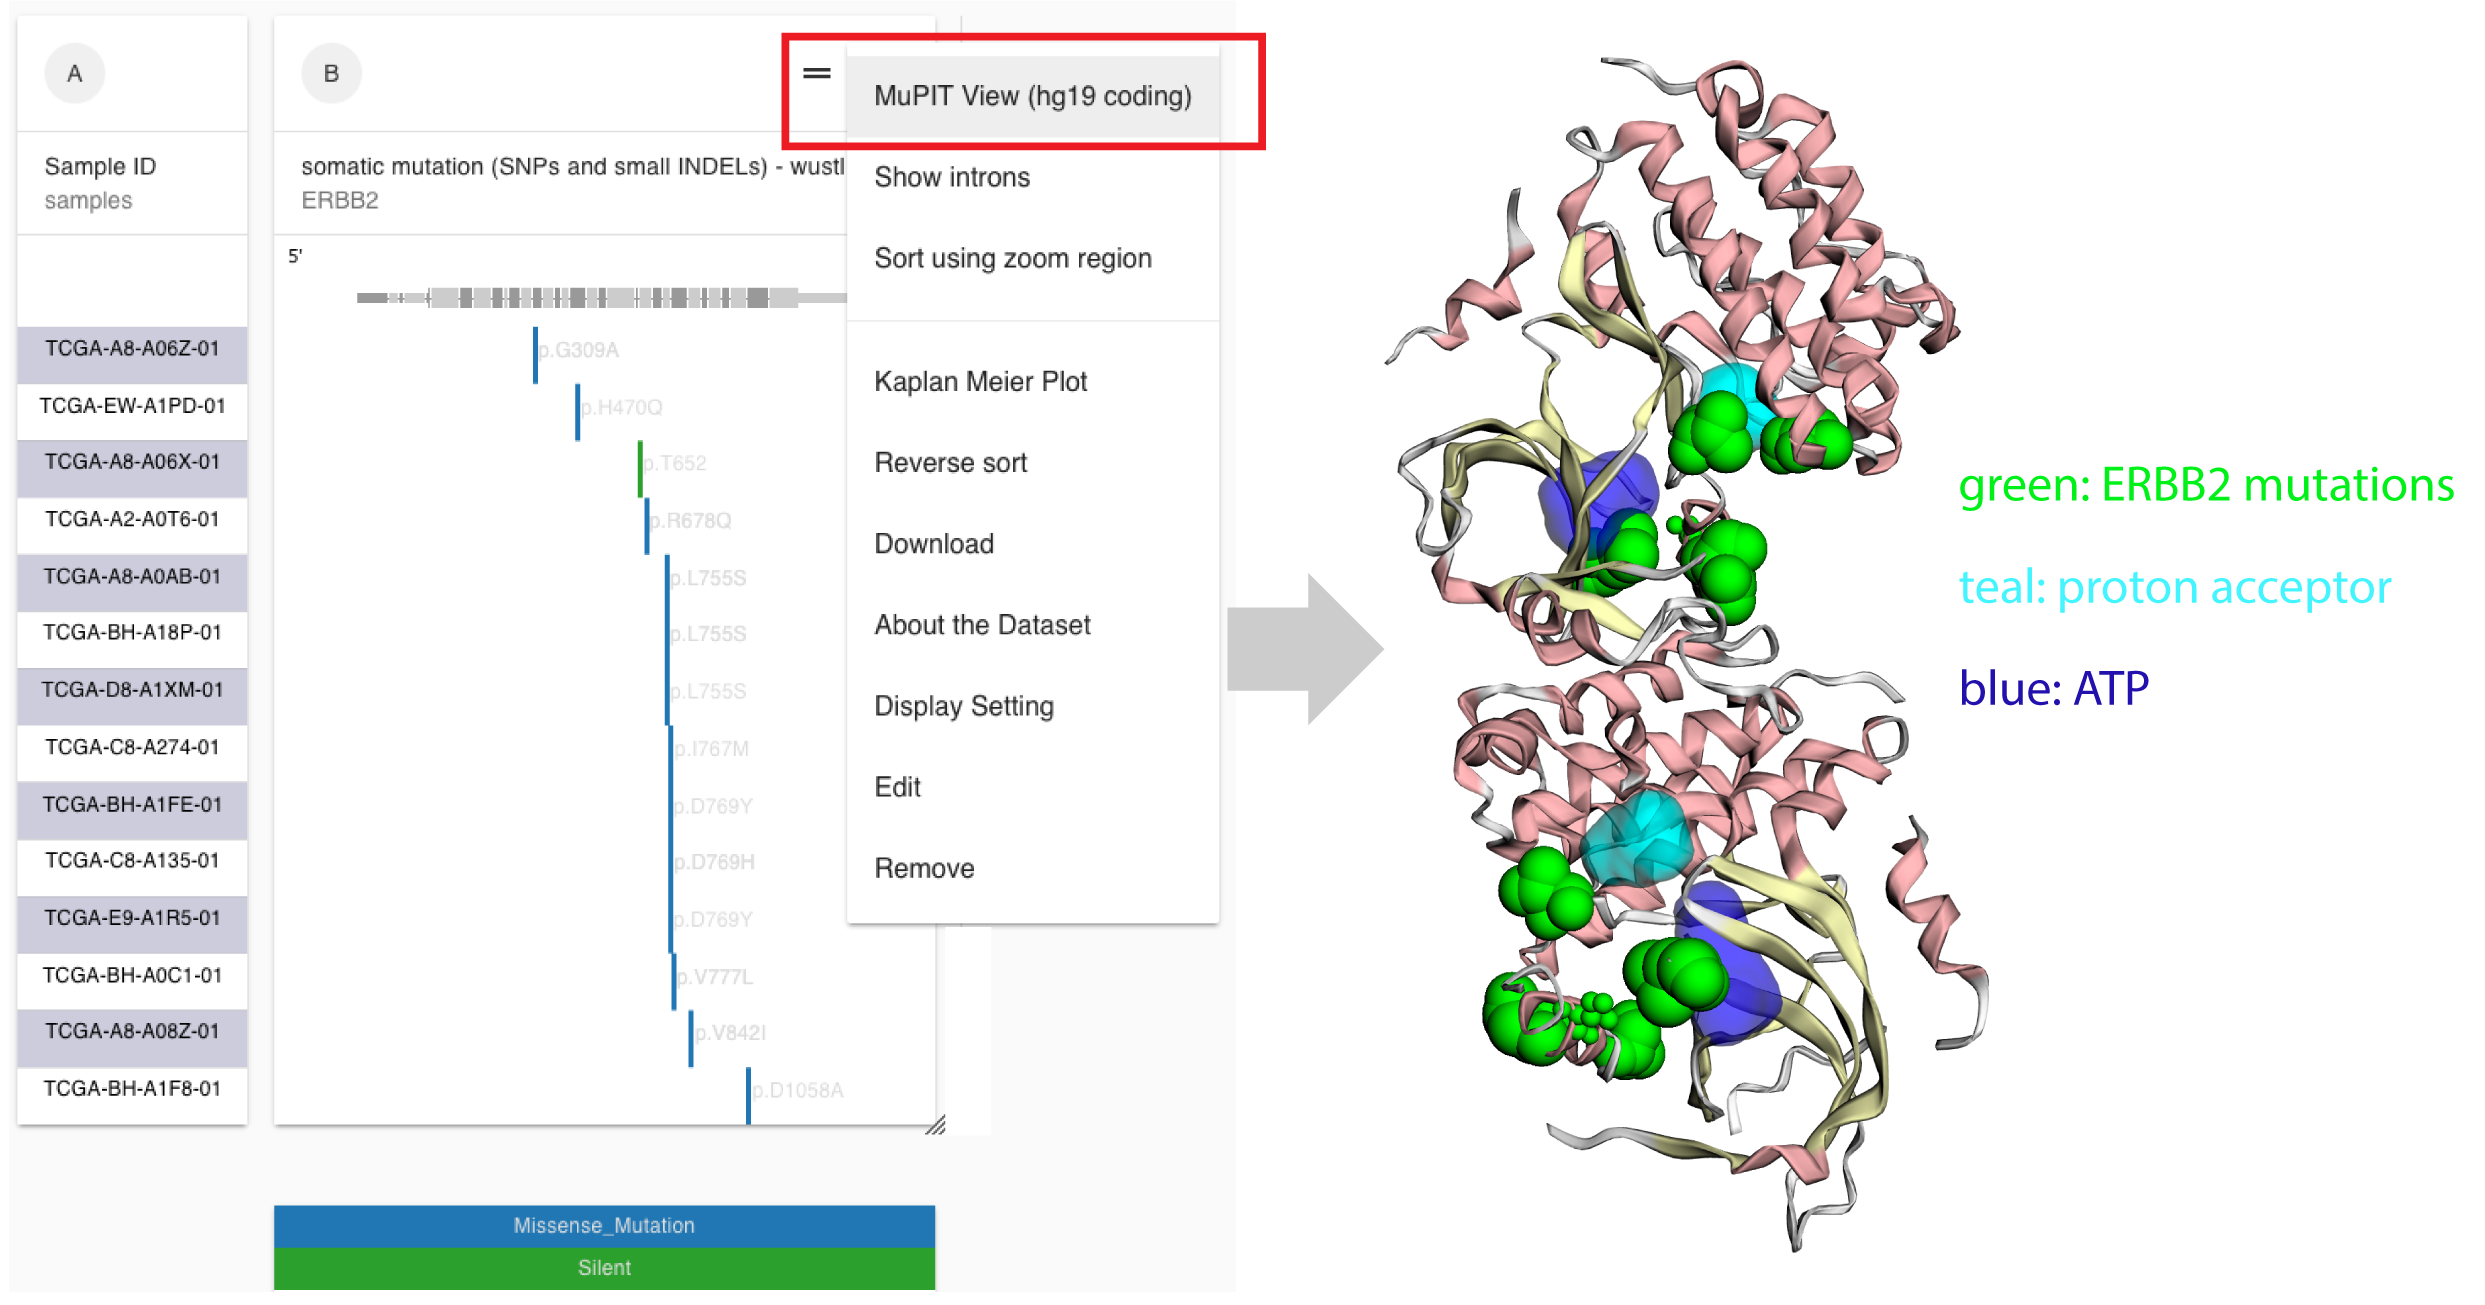 A
Sample ID
samples
TCGA-A8-A06Z-01
TCGA-EW-A1PD-01
TCGA-A8-A06X-01
TCGA-A2-A0T6-01
TCGA-A8-A0AB-01
TCGA-BH-A18P-01
TCGA-D8-A1XM-01
TCGA-C8-A274-01
TCGA-BH-A1FE-01
TCGA-C8-A135-01
TCGA-E9-A1R5-01
TCGA-BH-A0C1-01
TCGA-A8-A08Z-01
TCGA-BH-A1F8-01
B
somatic mutation (SNPs and small INDELs) - wustl
ERBB2
5'
p.G309A
p.H470Q
p.T652
p.R678Q
p.L755S
p.L755S
p.L755S
p.I767M
p.D769Y
p.D769H
p.D769Y
p.V777L
p.V842I
p.D1058A
Missense_Mutation
Silent
MuPIT View (hg19 coding)
Show introns
Sort using zoom region
Kaplan Meier Plot
Reverse sort
Download
About the Dataset
Display Setting
Edit
Remove
green: ERBB2 mutations
teal: proton acceptor
blue: ATP